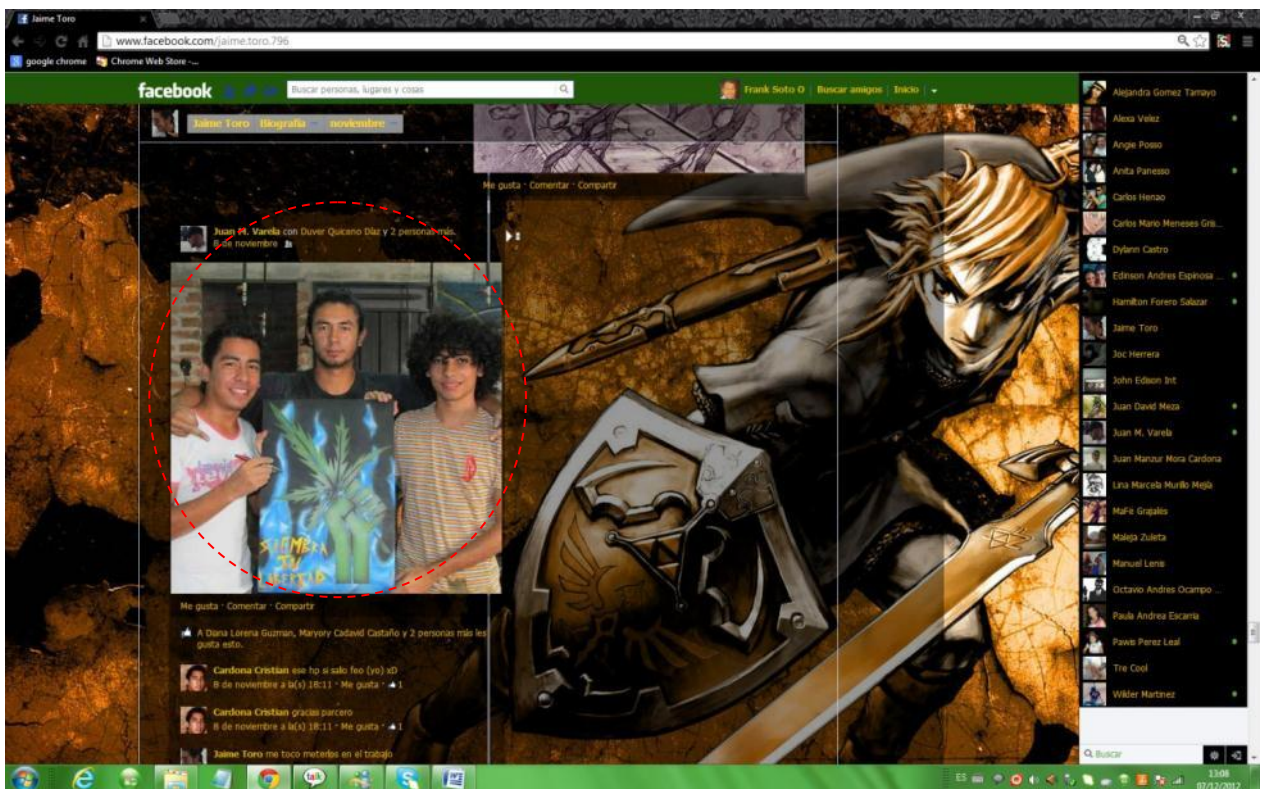 Jaime Toro
www.facebook.com/jaime.toro.796
google chrome
Chrome Web Store -...
facebook
Buscar personas, lugares y cosas
Frank Soto O
Buscar amigos
Inicio
Jaime Toro
Biografía
noviembre
Me gusta · Comentar · Compartir
Juan M. Varela con Duver Quiceno Díaz y 2 personas más.
8 de noviembre
SIEMBRA
TU
LIBERTAD
Me gusta · Comentar · Compartir
A Diana Lorena Guzman, Maryory Cadavid Castaño y 2 personas más les
gusta esto.
Cardona Cristian ese hp si salio feo (yo) xD
8 de noviembre a la(s) 18:11 · Me gusta · 1
Cardona Cristian gracias parcero
8 de noviembre a la(s) 18:11 · Me gusta · 1
Jaime Toro me toco meterlos en el trabajo
Alejandra Gomez Tamayo
Alexa Velez
Angie Posso
Anita Panesso
Carlos Henao
Carlos Mario Meneses Gris...
Dylann Castro
Edinson Andres Espinosa ...
Hamilton Forero Salazar
Jaime Toro
Joc Herrera
John Edison Int
Juan David Meza
Juan M. Varela
Juan Manzur Mora Cardona
Lina Marcela Murillo Mejía
MaFe Grajales
Maleja Zuleta
Manuel Lenis
Octavio Andres Ocampo ...
Paula Andrea Escarria
Pawis Perez Leal
Tre Cool
Wilder Martinez
Buscar
talk
ES
13:08
07/12/2012